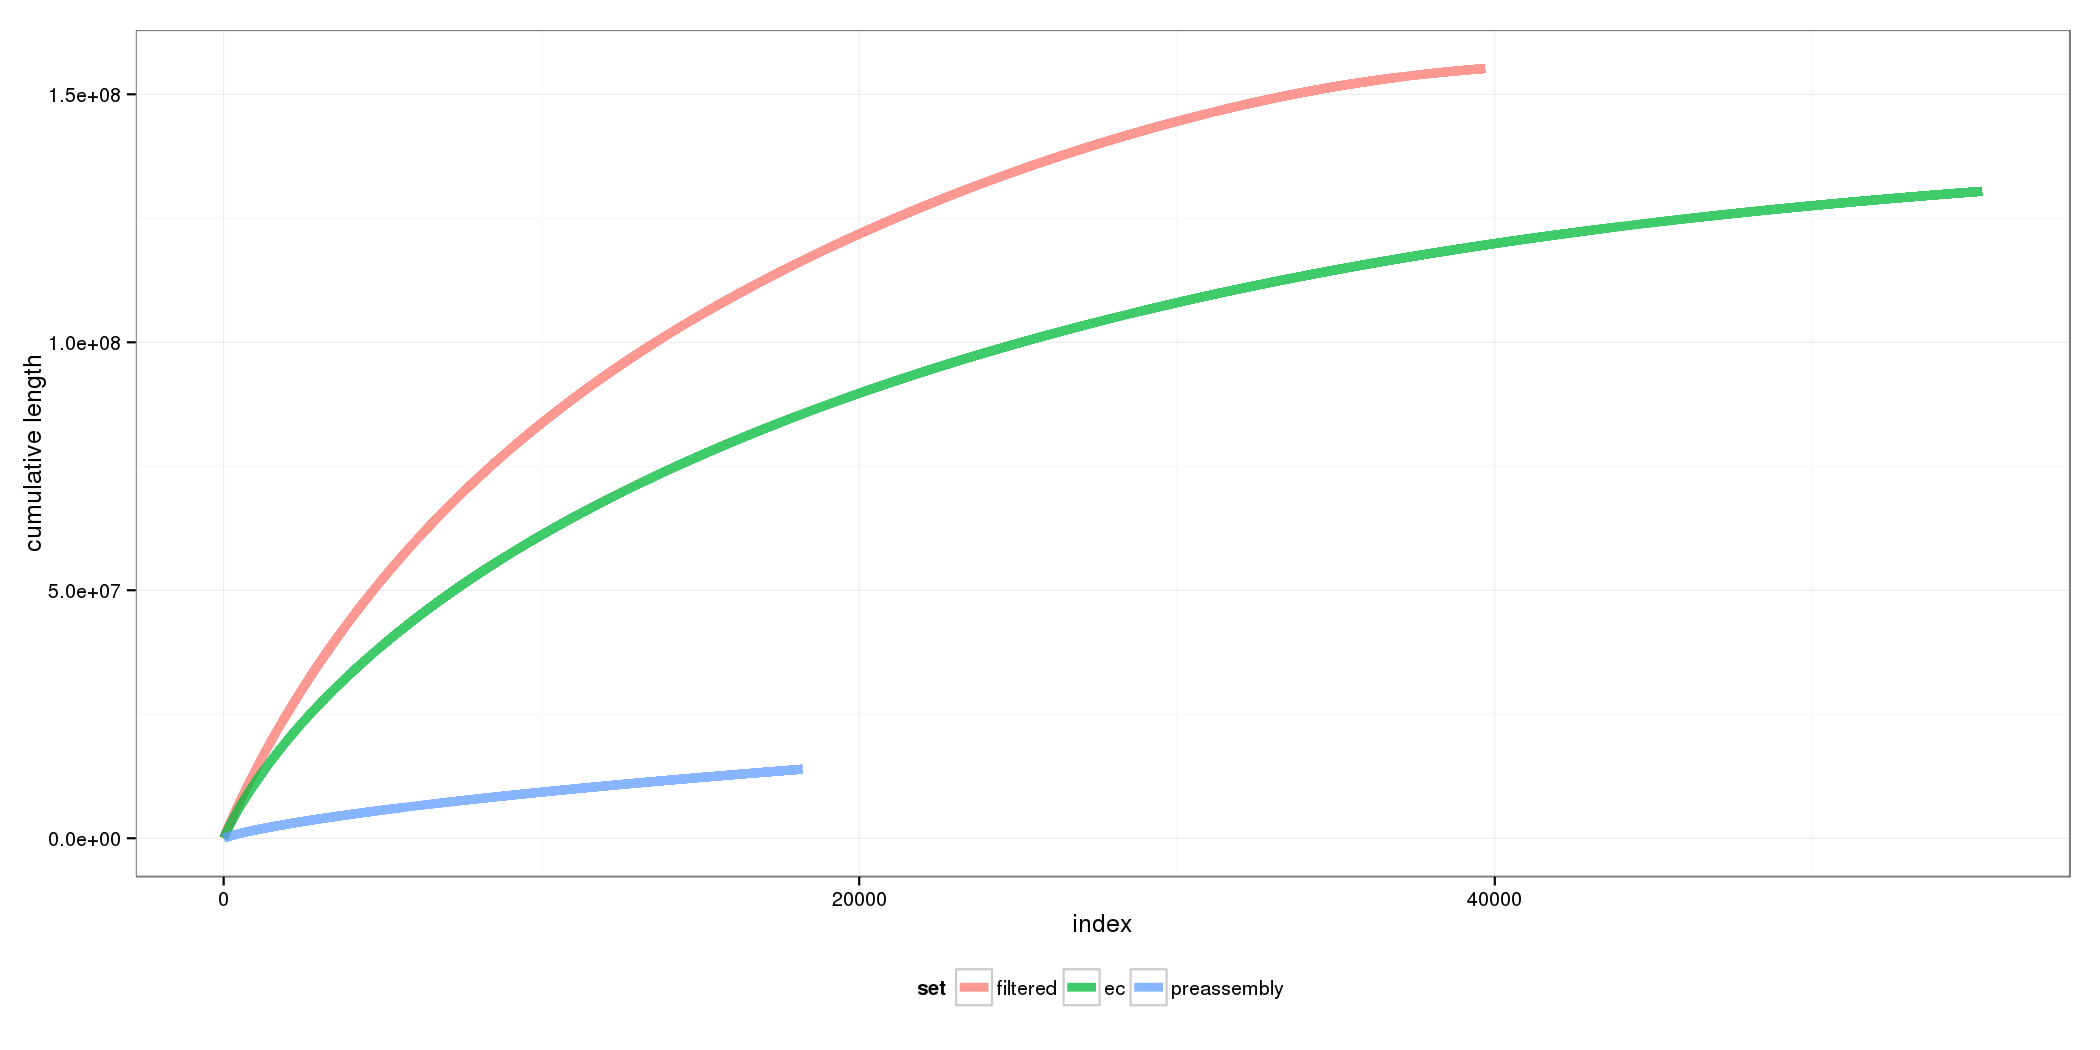 cumulative length
1.5e+08
1.0e+08
5.0e+07
0.0e+00
0 20000 40000
index
set filtered ec preassembly